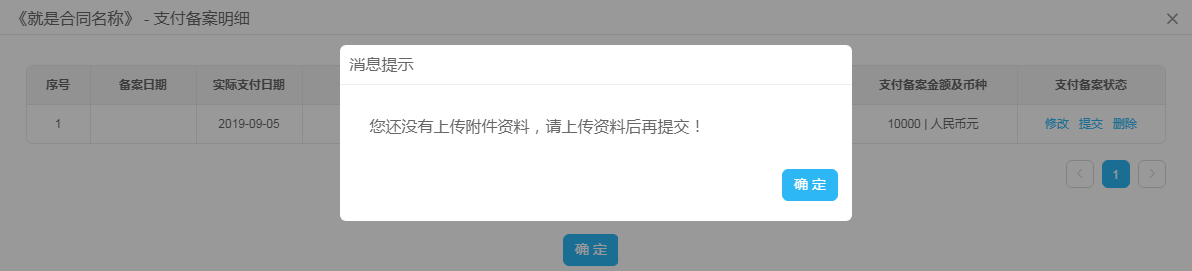 《就是合同名称》 - 支付备案明细
消息提示
序号 备案日期 实际支付日期 支付备案金额及币种 支付备案状态
您还没有上传附件资料，请上传资料后再提交！
1 2019-09-05 10000 | 人民币元 修改 提交 删除
1
确 定
确 定